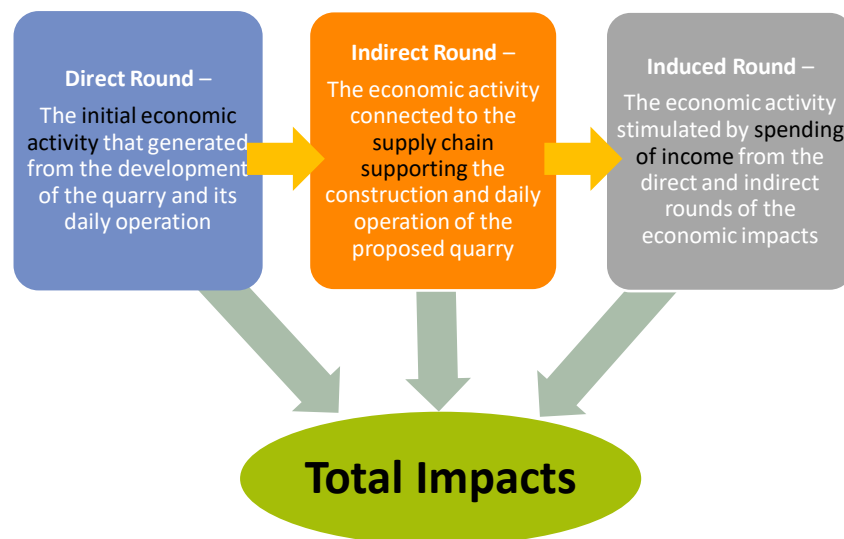 Direct Round –
The initial economic
activity that generated
from the development
of the quarry and its
daily operation
Indirect Round –
The economic activity
connected to the
supply chain
supporting the
construction and daily
operation of the
proposed quarry
Induced Round –
The economic activity
stimulated by spending
of income from the
direct and indirect
rounds of the
economic impacts
Total Impacts